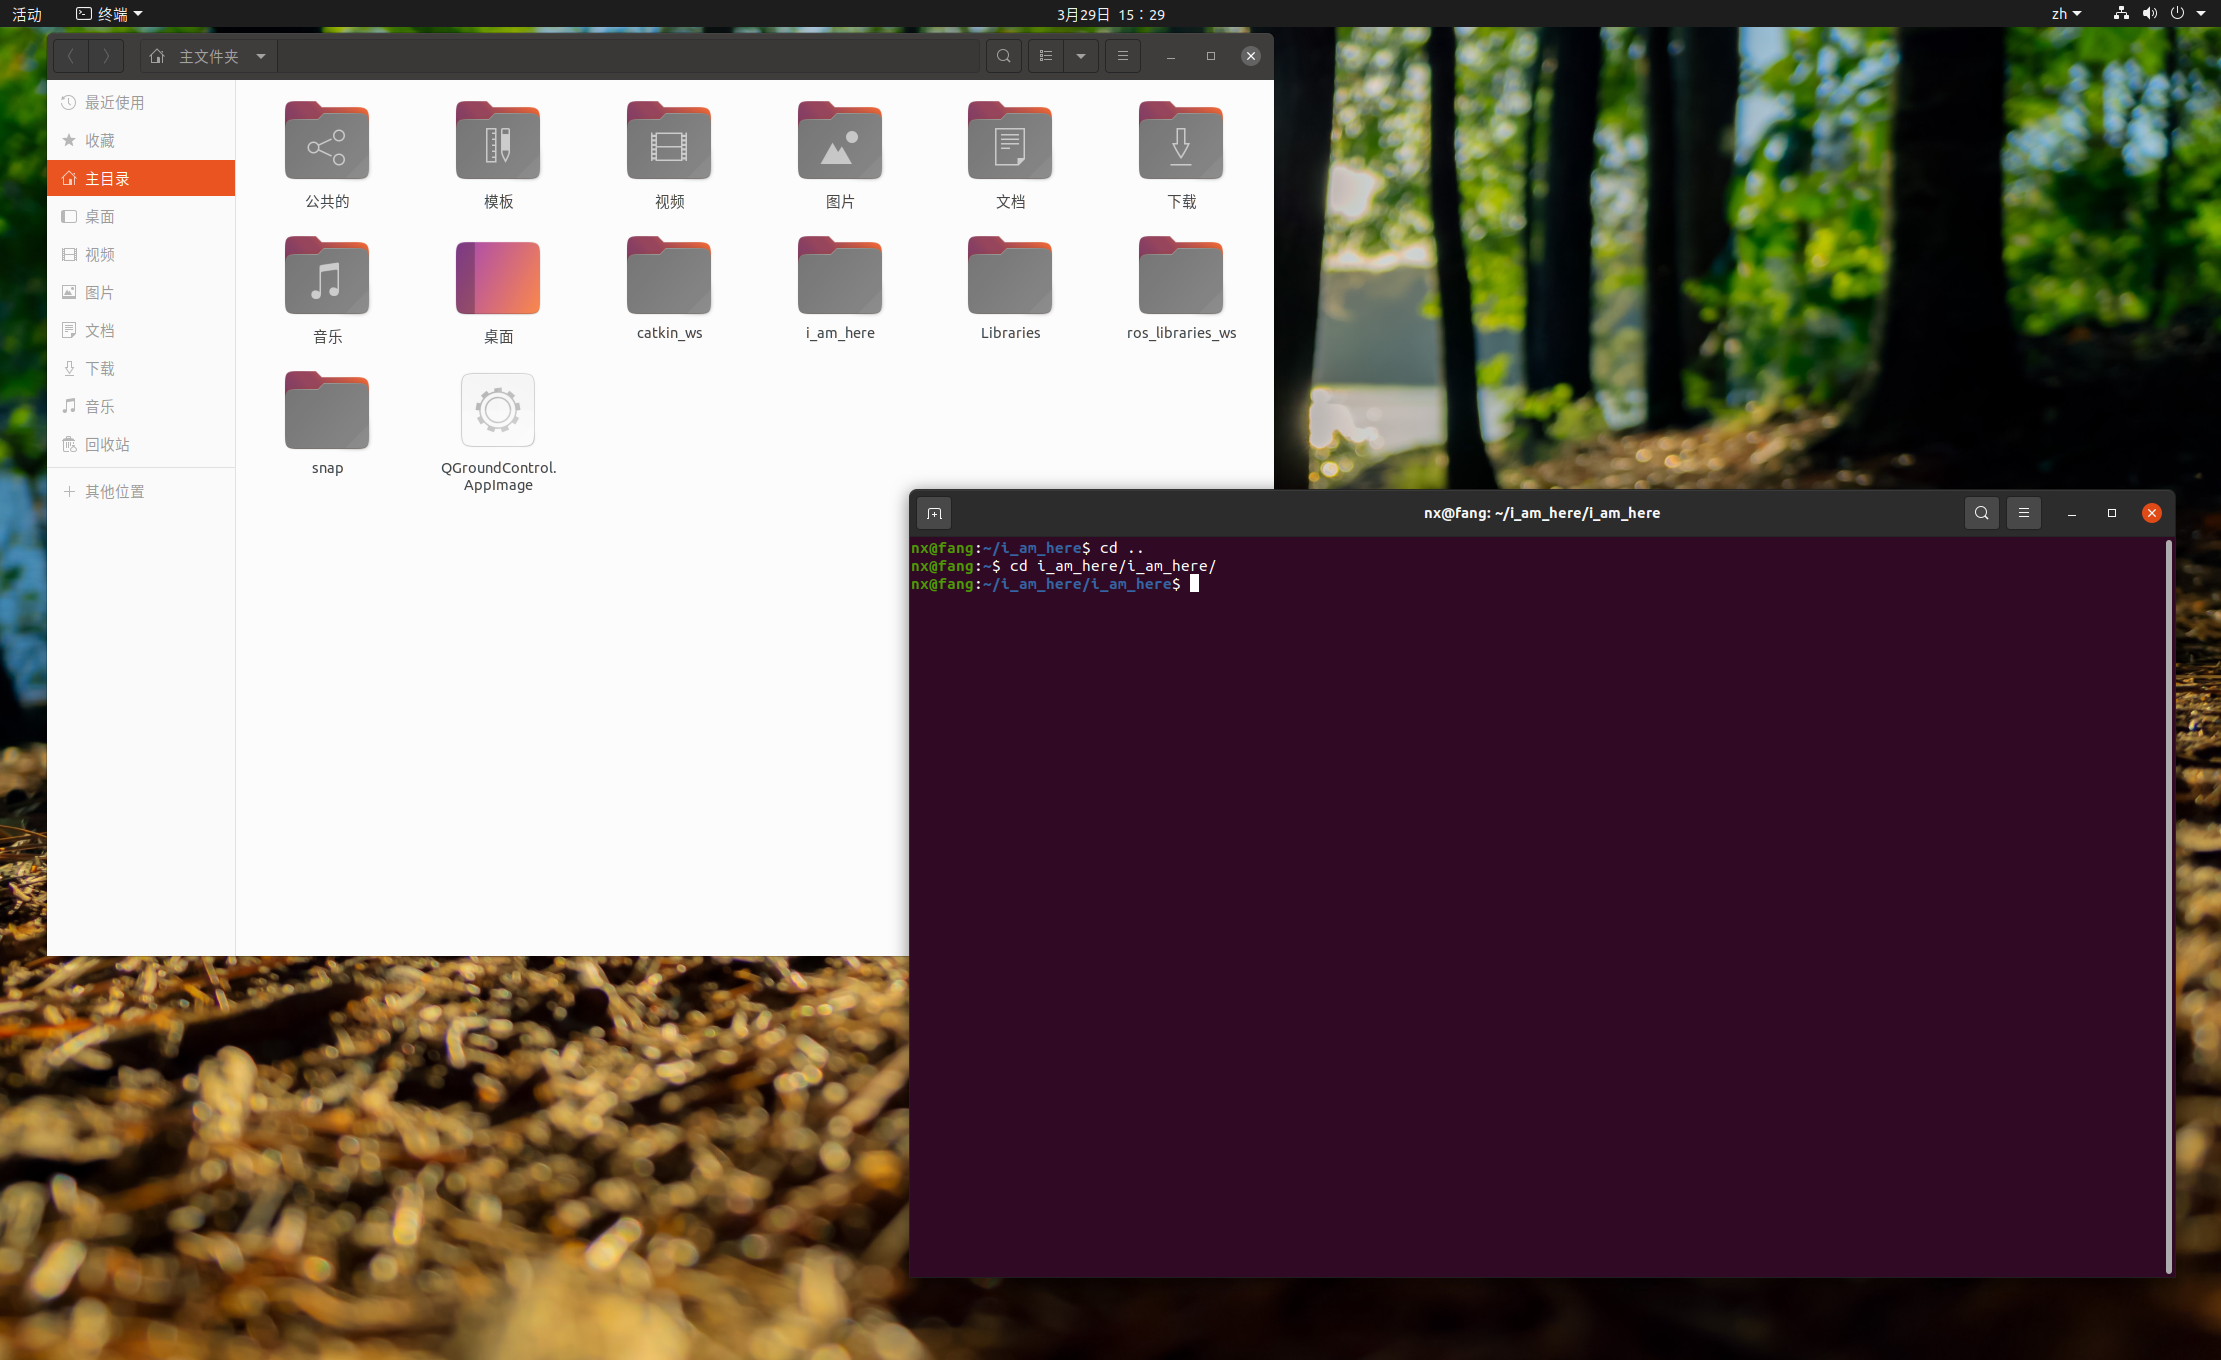 活动
终端
3月29日 15：29
zh
主文件夹
最近使用
收藏
主目录
桌面
视频
图片
文档
下载
音乐
回收站
其他位置
公共的
模板
视频
图片
文档
下载
音乐
桌面
catkin_ws
i_am_here
Libraries
ros_libraries_ws
snap
QGroundControl.
AppImage
nx@fang: ~/i_am_here/i_am_here
nx@fang:~/i_am_here$ cd ..
nx@fang:~$ cd i_am_here/i_am_here/
nx@fang:~/i_am_here/i_am_here$